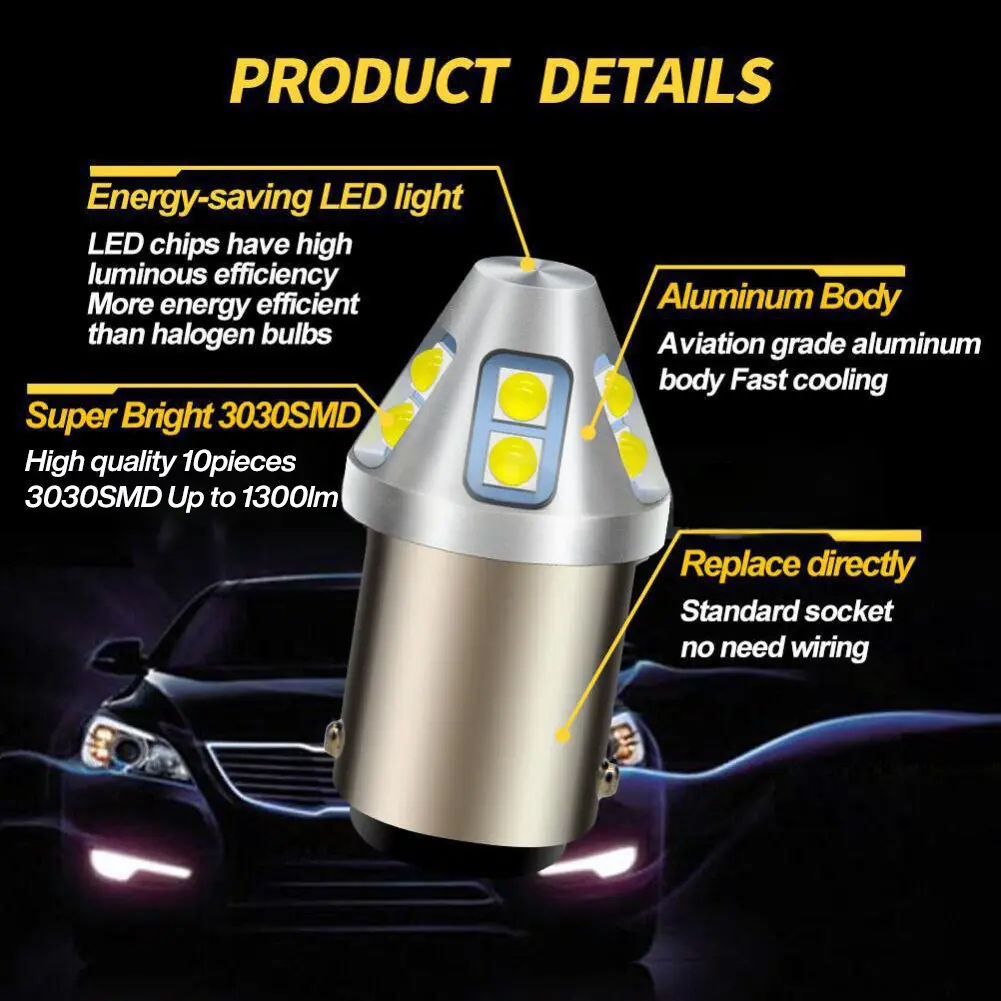 PRODUCT DETAILS
Energy-saving LED light
LED chips have high
luminous efficiency
More energy efficient
than halogen bulbs
Aluminum Body
Aviation grade aluminum
body Fast cooling
Super Bright 3030SMD
High quality 10pieces
3030SMD Up to 1300lm
Replace directly
Standard socket
no need wiring